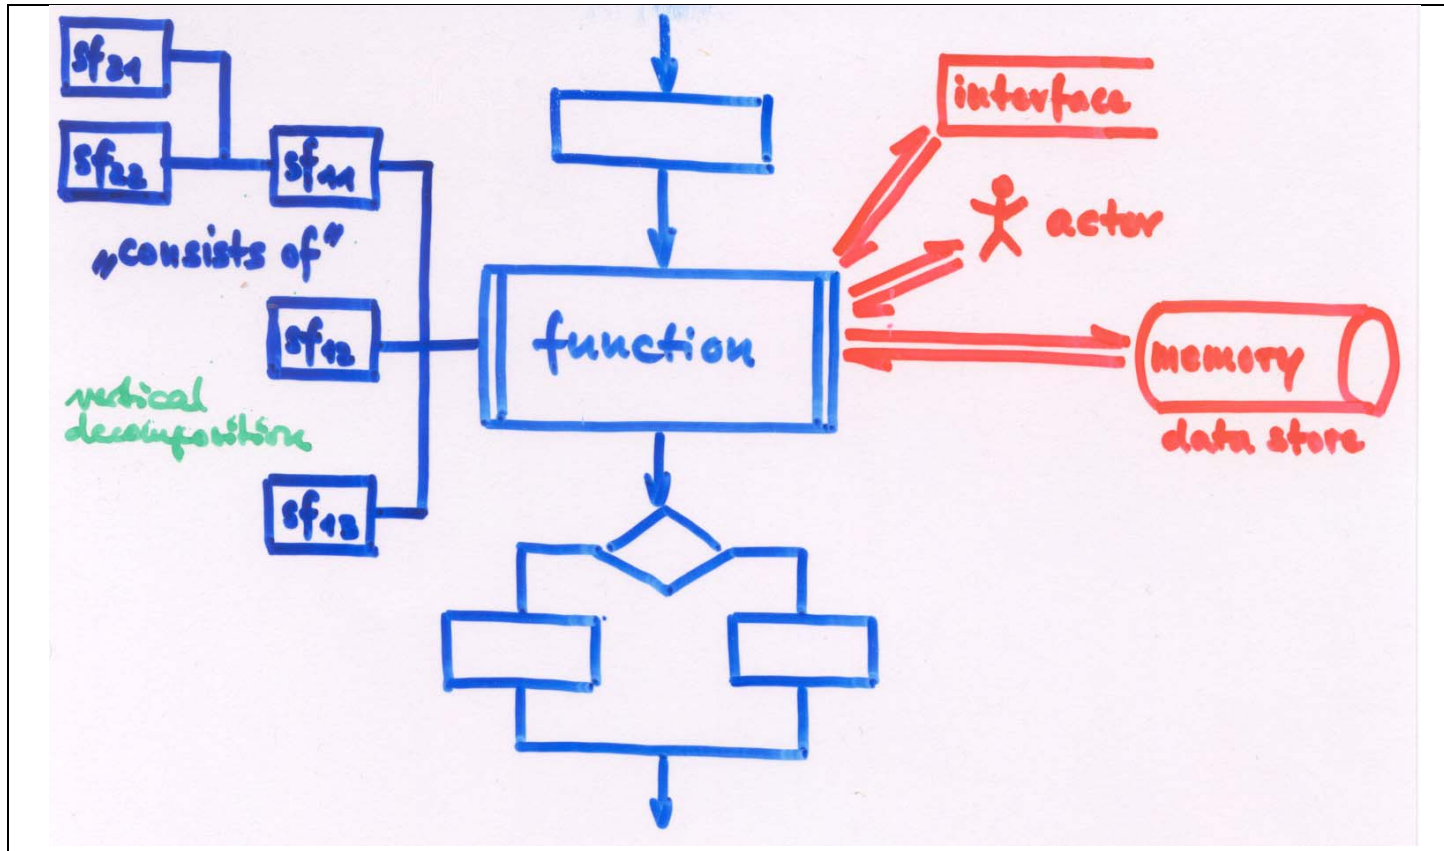 sf₂₁
sf₂₂
sf₁₁
„consists of"
sf₁₂
vertical
decomposition
sf₁₃
function
interface
actor
memory
data store